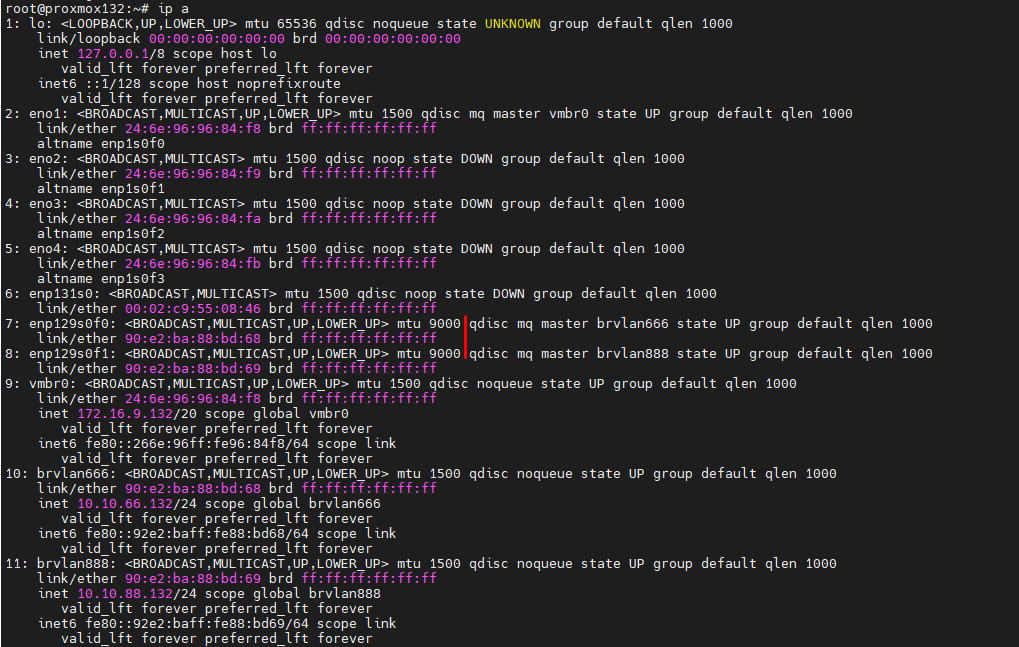 root@proxmox132:~# ip a
1: lo: <LOOPBACK,UP,LOWER_UP> mtu 65536 qdisc noqueue state UNKNOWN group default qlen 1000
    link/loopback 00:00:00:00:00:00 brd 00:00:00:00:00:00
    inet 127.0.0.1/8 scope host lo
       valid_lft forever preferred_lft forever
    inet6 ::1/128 scope host noprefixroute
       valid_lft forever preferred_lft forever
2: eno1: <BROADCAST,MULTICAST,UP,LOWER_UP> mtu 1500 qdisc mq master vmbr0 state UP group default qlen 1000
    link/ether 24:6e:96:96:84:f8 brd ff:ff:ff:ff:ff:ff
    altname enp1s0f0
3: eno2: <BROADCAST,MULTICAST> mtu 1500 qdisc noop state DOWN group default qlen 1000
    link/ether 24:6e:96:96:84:f9 brd ff:ff:ff:ff:ff:ff
    altname enp1s0f1
4: eno3: <BROADCAST,MULTICAST> mtu 1500 qdisc noop state DOWN group default qlen 1000
    link/ether 24:6e:96:96:84:fa brd ff:ff:ff:ff:ff:ff
    altname enp1s0f2
5: eno4: <BROADCAST,MULTICAST> mtu 1500 qdisc noop state DOWN group default qlen 1000
    link/ether 24:6e:96:96:84:fb brd ff:ff:ff:ff:ff:ff
    altname enp1s0f3
6: enp131s0: <BROADCAST,MULTICAST> mtu 1500 qdisc noop state DOWN group default qlen 1000
    link/ether 00:02:c9:55:08:46 brd ff:ff:ff:ff:ff:ff
7: enp129s0f0: <BROADCAST,MULTICAST,UP,LOWER_UP> mtu 9000 qdisc mq master brvlan666 state UP group default qlen 1000
    link/ether 90:e2:ba:88:bd:68 brd ff:ff:ff:ff:ff:ff
8: enp129s0f1: <BROADCAST,MULTICAST,UP,LOWER_UP> mtu 9000 qdisc mq master brvlan888 state UP group default qlen 1000
    link/ether 90:e2:ba:88:bd:69 brd ff:ff:ff:ff:ff:ff
9: vmbr0: <BROADCAST,MULTICAST,UP,LOWER_UP> mtu 1500 qdisc noqueue state UP group default qlen 1000
    link/ether 24:6e:96:96:84:f8 brd ff:ff:ff:ff:ff:ff
    inet 172.16.9.132/20 scope global vmbr0
       valid_lft forever preferred_lft forever
    inet6 fe80::266e:96ff:fe96:84f8/64 scope link
       valid_lft forever preferred_lft forever
10: brvlan666: <BROADCAST,MULTICAST,UP,LOWER_UP> mtu 1500 qdisc noqueue state UP group default qlen 1000
    link/ether 90:e2:ba:88:bd:68 brd ff:ff:ff:ff:ff:ff
    inet 10.10.66.132/24 scope global brvlan666
       valid_lft forever preferred_lft forever
    inet6 fe80::92e2:baff:fe88:bd68/64 scope link
       valid_lft forever preferred_lft forever
11: brvlan888: <BROADCAST,MULTICAST,UP,LOWER_UP> mtu 1500 qdisc noqueue state UP group default qlen 1000
    link/ether 90:e2:ba:88:bd:69 brd ff:ff:ff:ff:ff:ff
    inet 10.10.88.132/24 scope global brvlan888
       valid_lft forever preferred_lft forever
    inet6 fe80::92e2:baff:fe88:bd69/64 scope link
       valid_lft forever preferred_lft forever